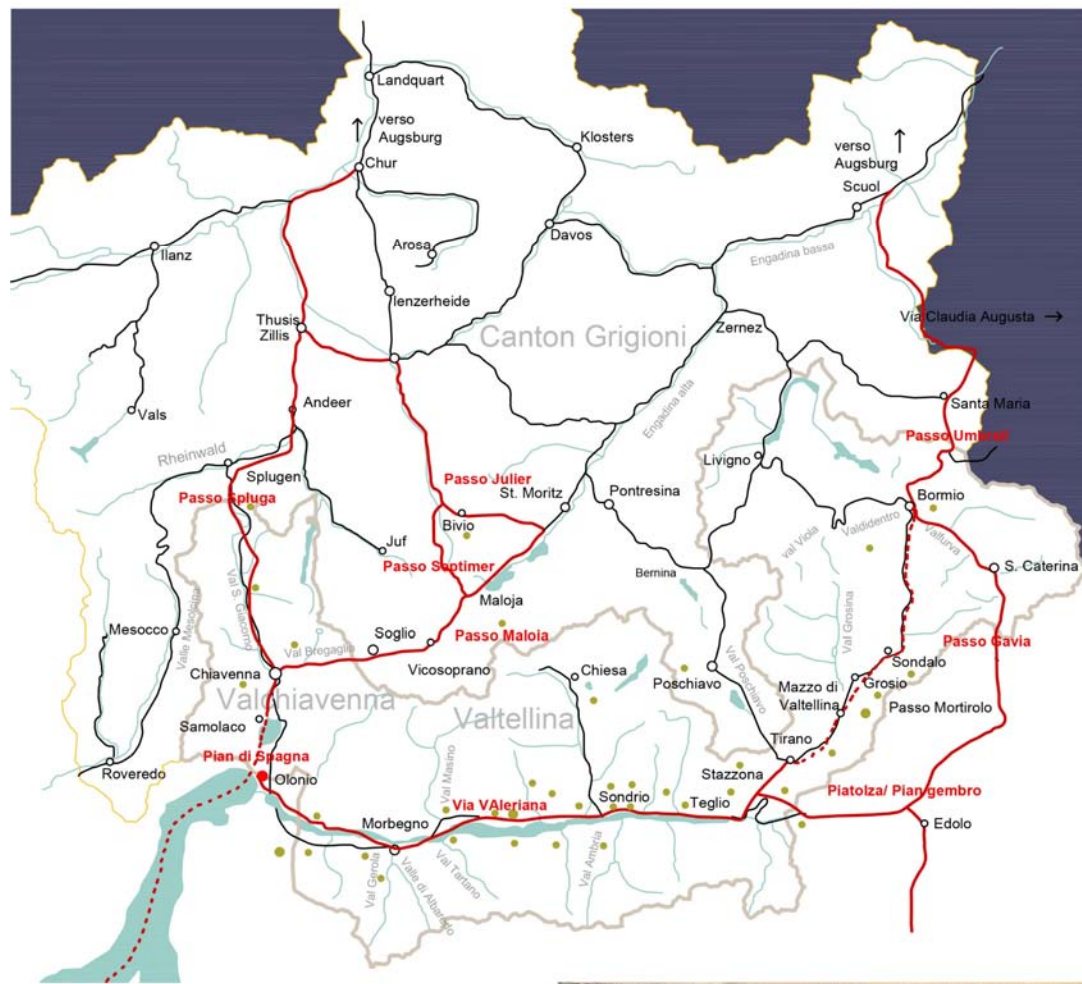 Landquart
verso
Augsburg
Klosters
Chur
verso
Augsburg
Scuol
Ilanz
Arosa
Davos
Engadina bassa
Ienzerheide
Thusis
Zillis
Canton Grigioni
Zernez
Via Claudia Augusta
Vals
Andeer
Engadina alta
Santa Maria
Rheinwald
Splugen
Passo Umbrail
Livigno
Passo Spluga
Passo Julier
St. Moritz
Pontresina
Bormio
Bivio
Juf
val Viola
Valdidentro
Valfurva
Passo Septimer
Bernina
S. Caterina
Val S. Giacomo
Maloja
Valle Mesolcina
Mesocco
Soglio
Passo Maloia
Val Grosina
Passo Gavia
Val Bregaglia
Vicosoprano
Chiavenna
Chiesa
Poschiavo
Val Poschiavo
Sondalo
Mazzo di
Valtellina
Grosio
Valchiavenna
Valtellina
Passo Mortirolo
Samolaco
Tirano
Pian di Spagna
Roveredo
Olonio
Val Masino
Stazzona
Via VAleriana
Sondrio
Teglio
Piatolza/ Pian gembro
Morbegno
Edolo
Val Gerola
Valle di Albaredo
Val Tartano
Val Ambria